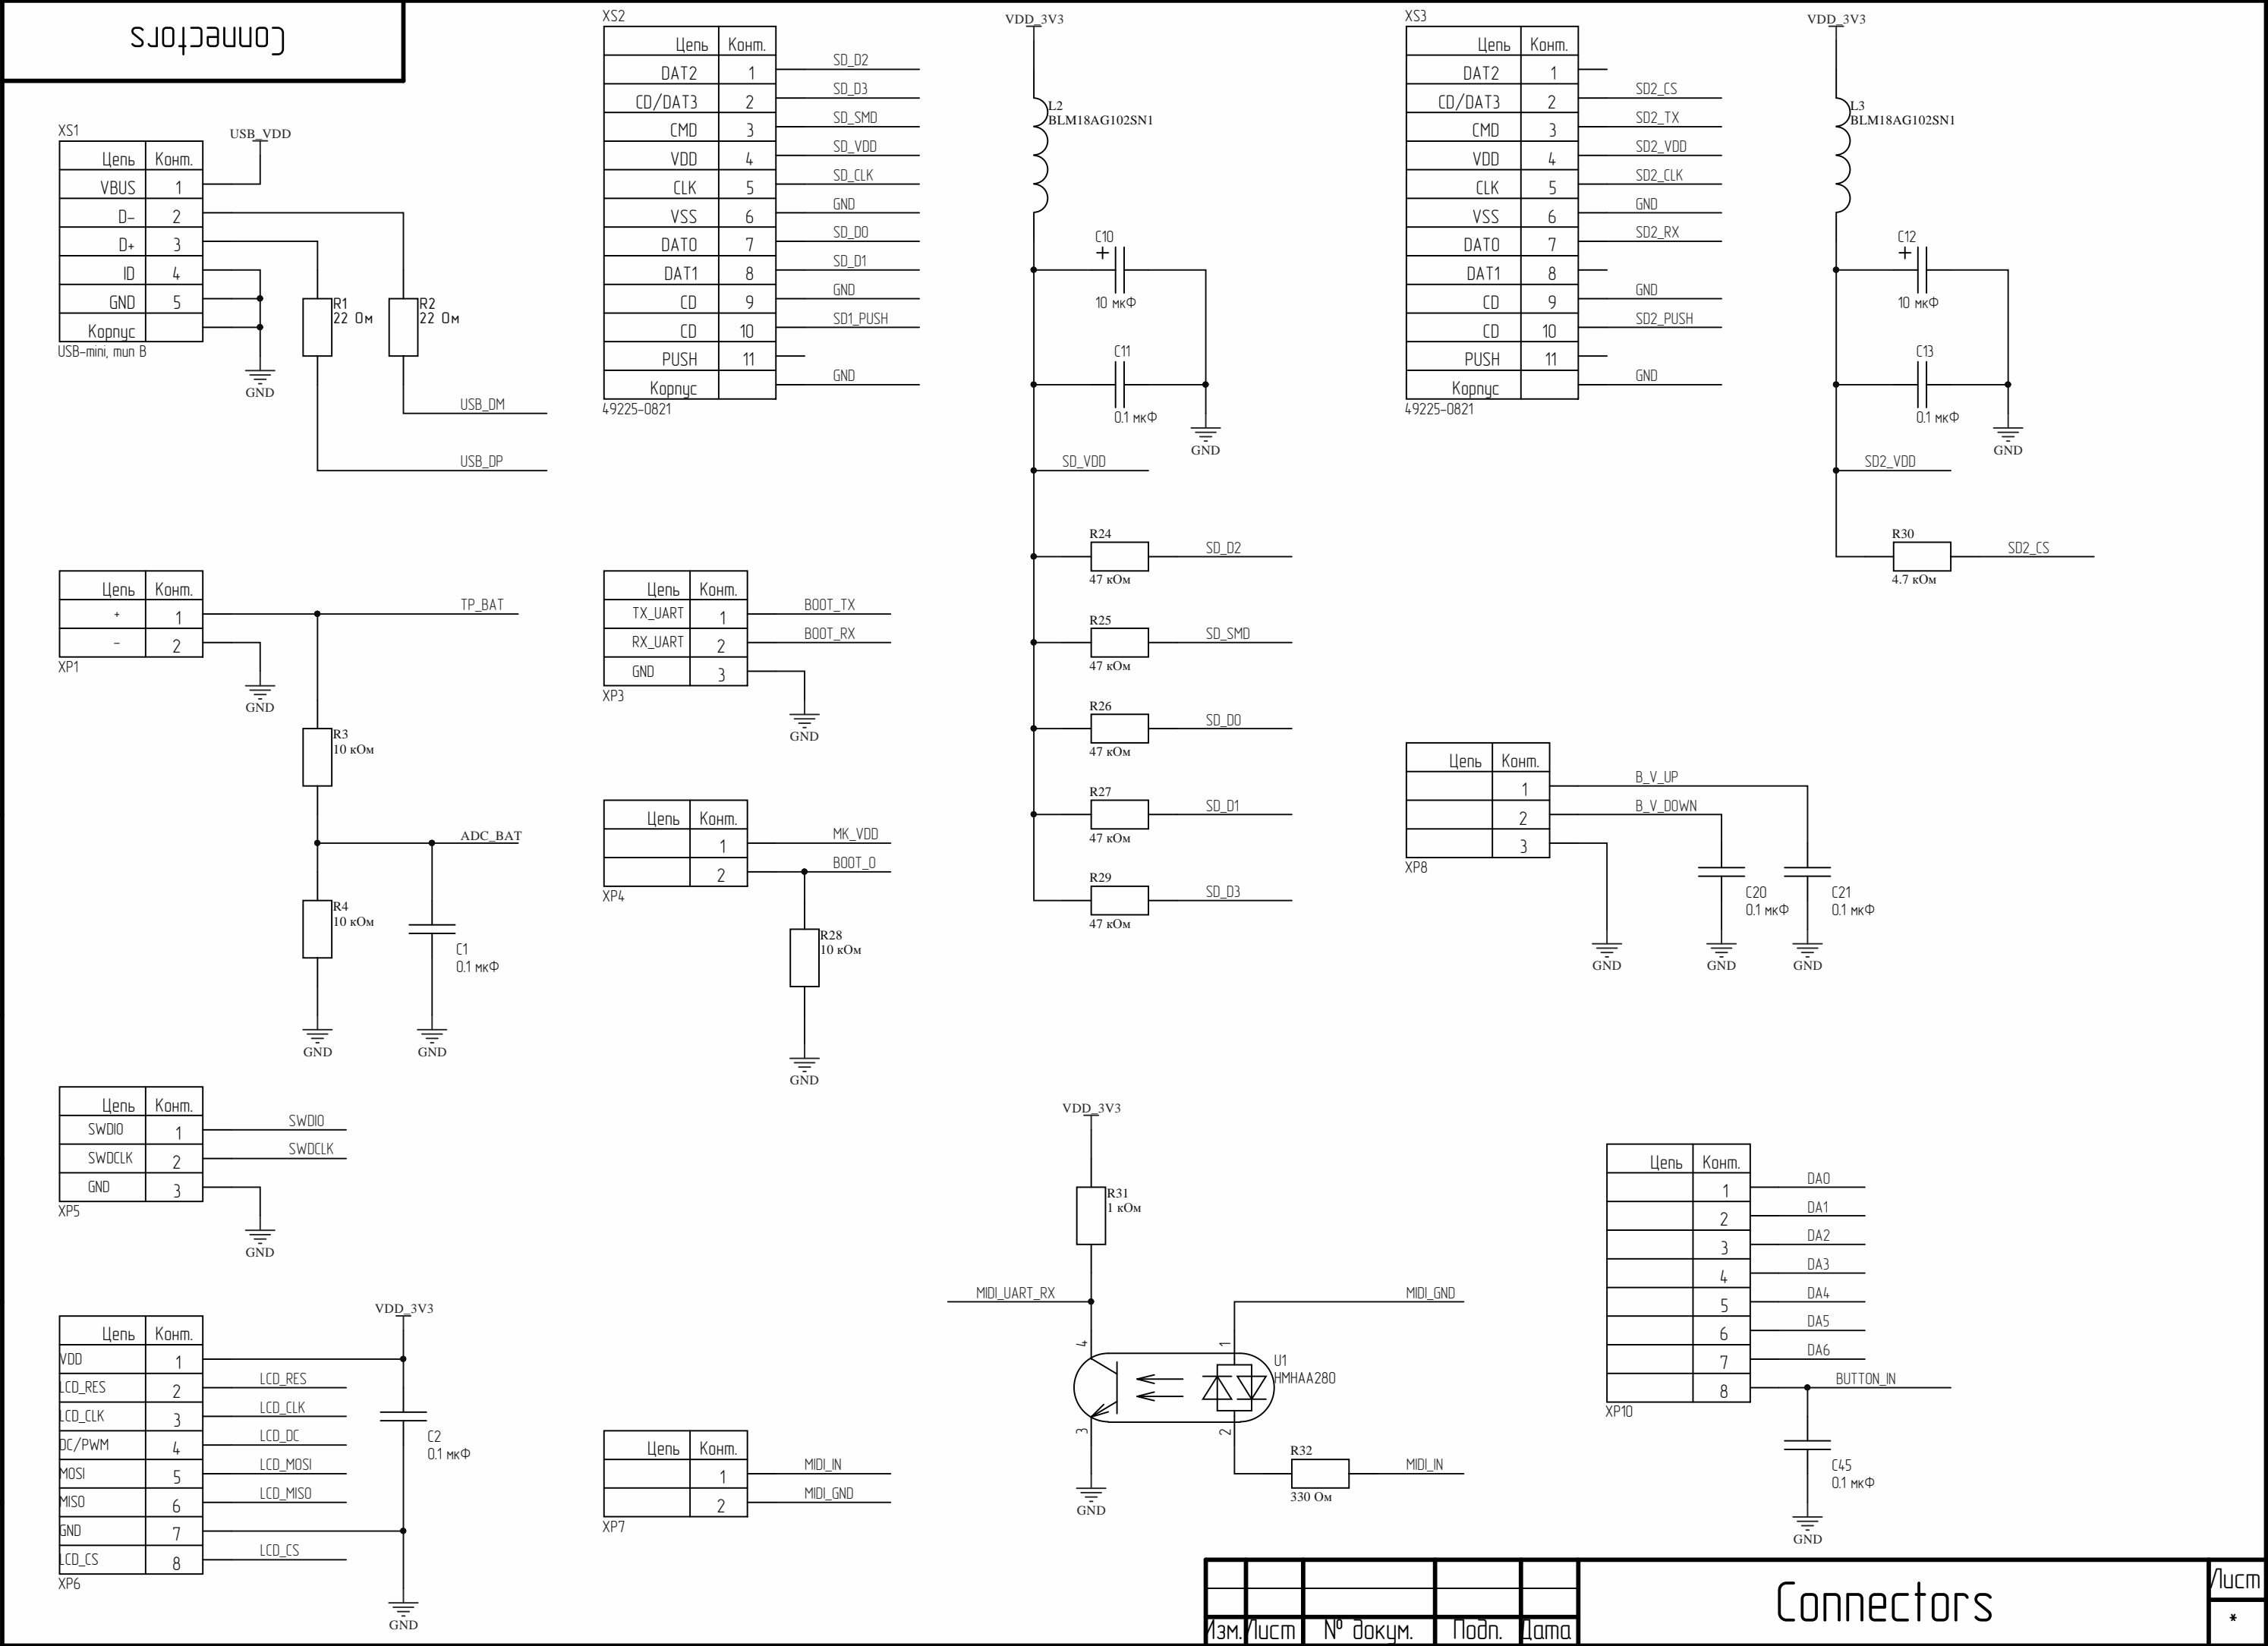 Connectors
XS1
USB_VDD
Цепь Конт.
VBUS 1
D- 2
D+ 3
ID 4
GND 5
Корпус
USB-mini, тип B
GND
R1
22 Ом
R2
22 Ом
USB_DM
USB_DP
XS2
Цепь Конт.
DAT2 1 SD_D2
CD/DAT3 2 SD_D3
CMD 3 SD_SMD
VDD 4 SD_VDD
CLK 5 SD_CLK
VSS 6 GND
DAT0 7 SD_D0
DAT1 8 SD_D1
CD 9 GND
CD 10 SD1_PUSH
PUSH 11
Корпус GND
49225-0821
VDD_3V3
L2
BLM18AG102SN1
C10
+
10 мкФ
C11
0.1 мкФ
GND
SD_VDD
R24
SD_D2
47 кОм
R25
SD_SMD
47 кОм
R26
SD_D0
47 кОм
R27
SD_D1
47 кОм
R29
SD_D3
47 кОм
XS3
Цепь Конт.
DAT2 1
CD/DAT3 2 SD2_CS
CMD 3 SD2_TX
VDD 4 SD2_VDD
CLK 5 SD2_CLK
VSS 6 GND
DAT0 7 SD2_RX
DAT1 8
CD 9 GND
CD 10 SD2_PUSH
PUSH 11
Корпус GND
49225-0821
VDD_3V3
L3
BLM18AG102SN1
C12
+
10 мкФ
C13
0.1 мкФ
GND
SD2_VDD
R30
SD2_CS
4.7 кОм
Цепь Конт.
+ 1 TP_BAT
- 2
XP1
GND
R3
10 кОм
ADC_BAT
R4
10 кОм
C1
0.1 мкФ
GND
GND
Цепь Конт.
TX_UART 1 BOOT_TX
RX_UART 2 BOOT_RX
GND 3
XP3
GND
Цепь Конт.
1 MK_VDD
2 BOOT_0
XP4
R28
10 кОм
GND
Цепь Конт.
1 B_V_UP
2 B_V_DOWN
3
XP8
C20
0.1 мкФ
C21
0.1 мкФ
GND
GND
GND
Цепь Конт.
SWDIO 1 SWDIO
SWDCLK 2 SWDCLK
GND 3
XP5
GND
VDD_3V3
Цепь Конт.
VDD 1
LCD_RES 2 LCD_RES
LCD_CLK 3 LCD_CLK
DC/PWM 4 LCD_DC
MOSI 5 LCD_MOSI
MISO 6 LCD_MISO
GND 7
LCD_CS 8 LCD_CS
XP6
C2
0.1 мкФ
GND
Цепь Конт.
1 MIDI_IN
2 MIDI_GND
XP7
VDD_3V3
R31
1 кОм
MIDI_UART_RX
MIDI_GND
4
1
U1
HMHAA280
3
2
R32
MIDI_IN
330 Ом
GND
Цепь Конт.
1 DA0
2 DA1
3 DA2
4 DA3
5 DA4
6 DA5
7 DA6
8 BUTTON_IN
XP10
C45
0.1 мкФ
GND
Изм. Лист № докум. Подп. Дата
Connectors
Лист
*